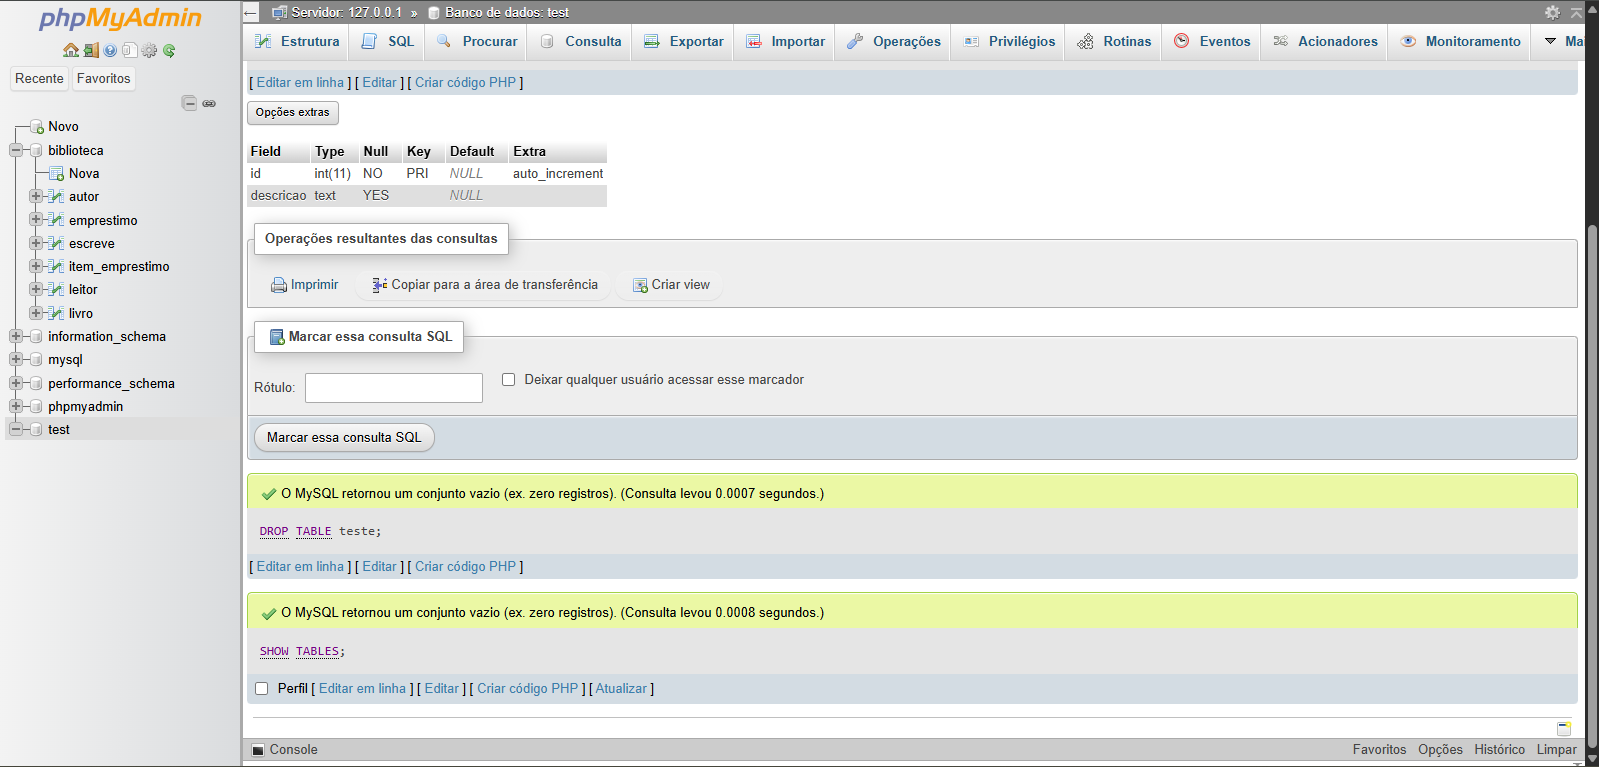 phpMyAdmin
Recente Favoritos
Novo
biblioteca
Nova
autor
emprestimo
escreve
item_emprestimo
leitor
livro
information_schema
mysql
performance_schema
phpmyadmin
test
Servidor: 127.0.0.1 » Banco de dados: test
Estrutura SQL Procurar Consulta Exportar Importar Operações Privilégios Rotinas Eventos Acionadores Monitoramento Mai
[ Editar em linha ] [ Editar ] [ Criar código PHP ]
Opções extras
Field Type Null Key Default Extra
id int(11) NO PRI NULL auto_increment
descricao text YES NULL
Operações resultantes das consultas
Imprimir Copiar para a área de transferência Criar view
Marcar essa consulta SQL
Rótulo: Deixar qualquer usuário acessar esse marcador
Marcar essa consulta SQL
O MySQL retornou um conjunto vazio (ex. zero registros). (Consulta levou 0.0007 segundos.)
DROP TABLE teste;
[ Editar em linha ] [ Editar ] [ Criar código PHP ]
O MySQL retornou um conjunto vazio (ex. zero registros). (Consulta levou 0.0008 segundos.)
SHOW TABLES;
Perfil [ Editar em linha ] [ Editar ] [ Criar código PHP ] [ Atualizar ]
Console Favoritos Opções Histórico Limpar